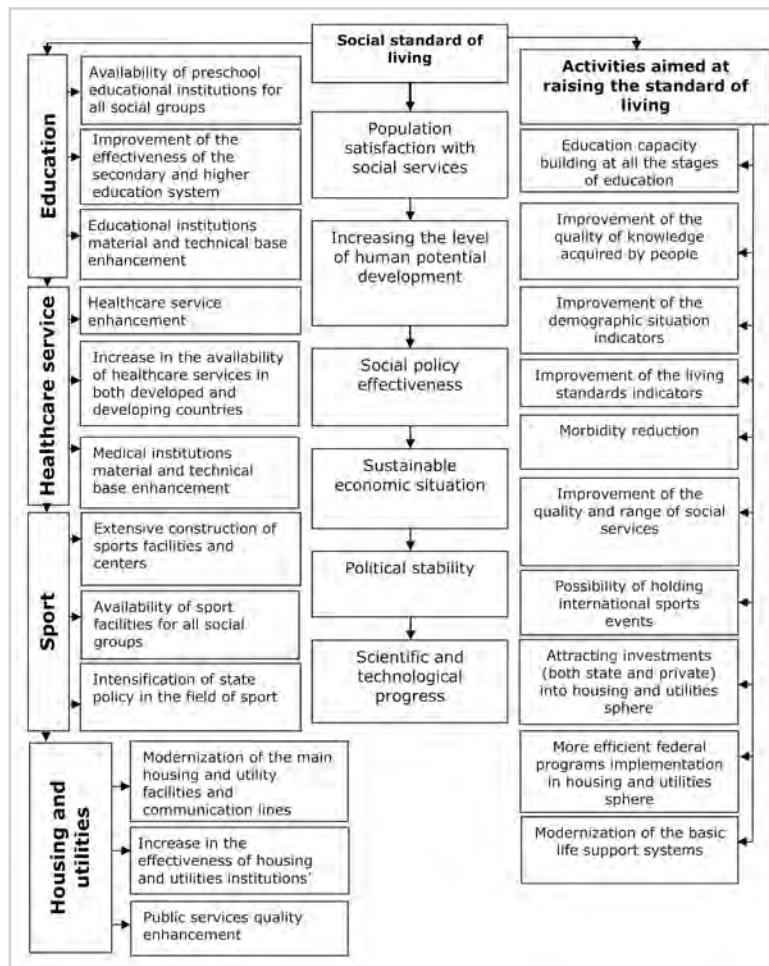 Social standard of
living
Education
Availability of preschool
educational institutions for
all social groups
Improvement of the
effectiveness of the
secondary and higher
education system
Educational institutions
material and technical base
enhancement
Healthcare service
Healthcare service
enhancement
Increase in the availability
of healthcare services in
both developed and
developing countries
Medical institutions
material and technical
base enhancement
Sport
Extensive construction of
sports facilities and
centers
Availability of sport
facilities for all social
groups
Intensification of state
policy in the field of sport
Housing and
utilities
Modernization of the main
housing and utility
facilities and
communication lines
Increase in the
effectiveness of housing
and utilities institutions'
Public services quality
enhancement
Population
satisfaction with
social services
Increasing the level
of human potential
development
Social policy
effectiveness
Sustainable
economic situation
Political stability
Scientific and
technological
progress
Activities aimed at
raising the standard of
living
Education capacity
building at all the stages
of education
Improvement of the
quality of knowledge
acquired by people
Improvement of the
demographic situation
indicators
Improvement of the living
standards indicators
Morbidity reduction
Improvement of the
quality and range of social
services
Possibility of holding
international sports
events
Attracting investments
(both state and private)
into housing and utilities
sphere
More efficient federal
programs implementation
in housing and utilities
sphere
Modernization of the basic
life support systems